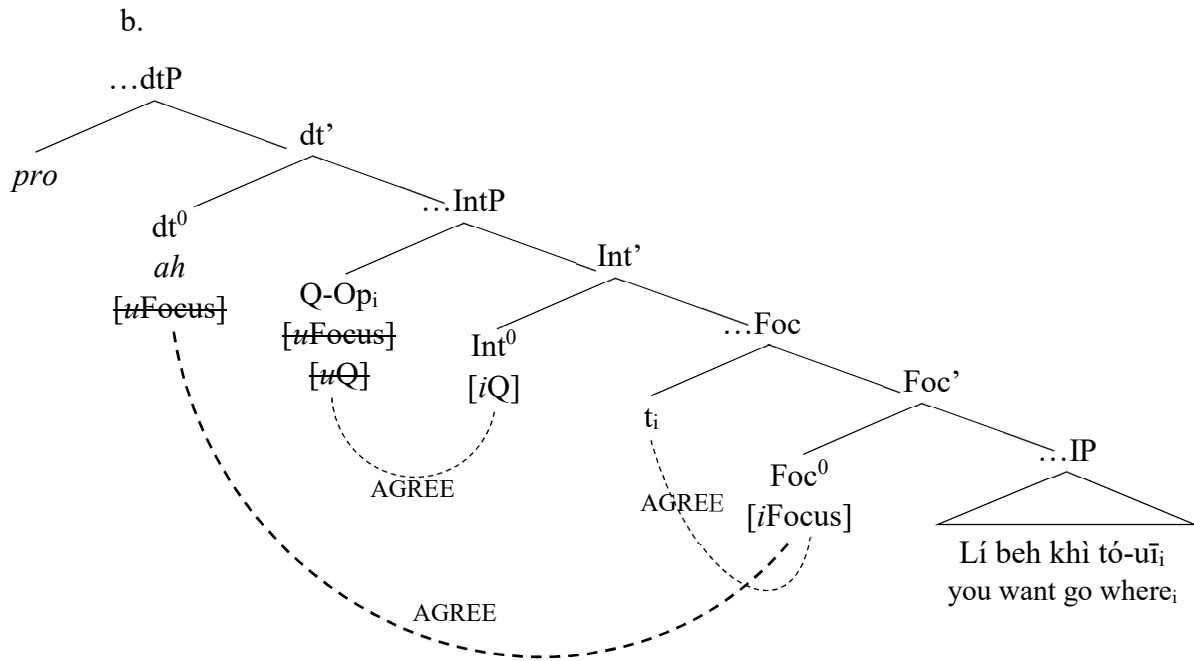 b.
…dtP
dt’
pro
…IntP
dt⁰
ah
[uFocus]
Int’
Q-Opᵢ
[uFocus]
[uQ]
Int⁰
[iQ]
…Foc
Foc’
tᵢ
…IP
Foc⁰
[iFocus]
AGREE
AGREE
Lí beh khì tó-uīᵢ
you want go whereᵢ
AGREE